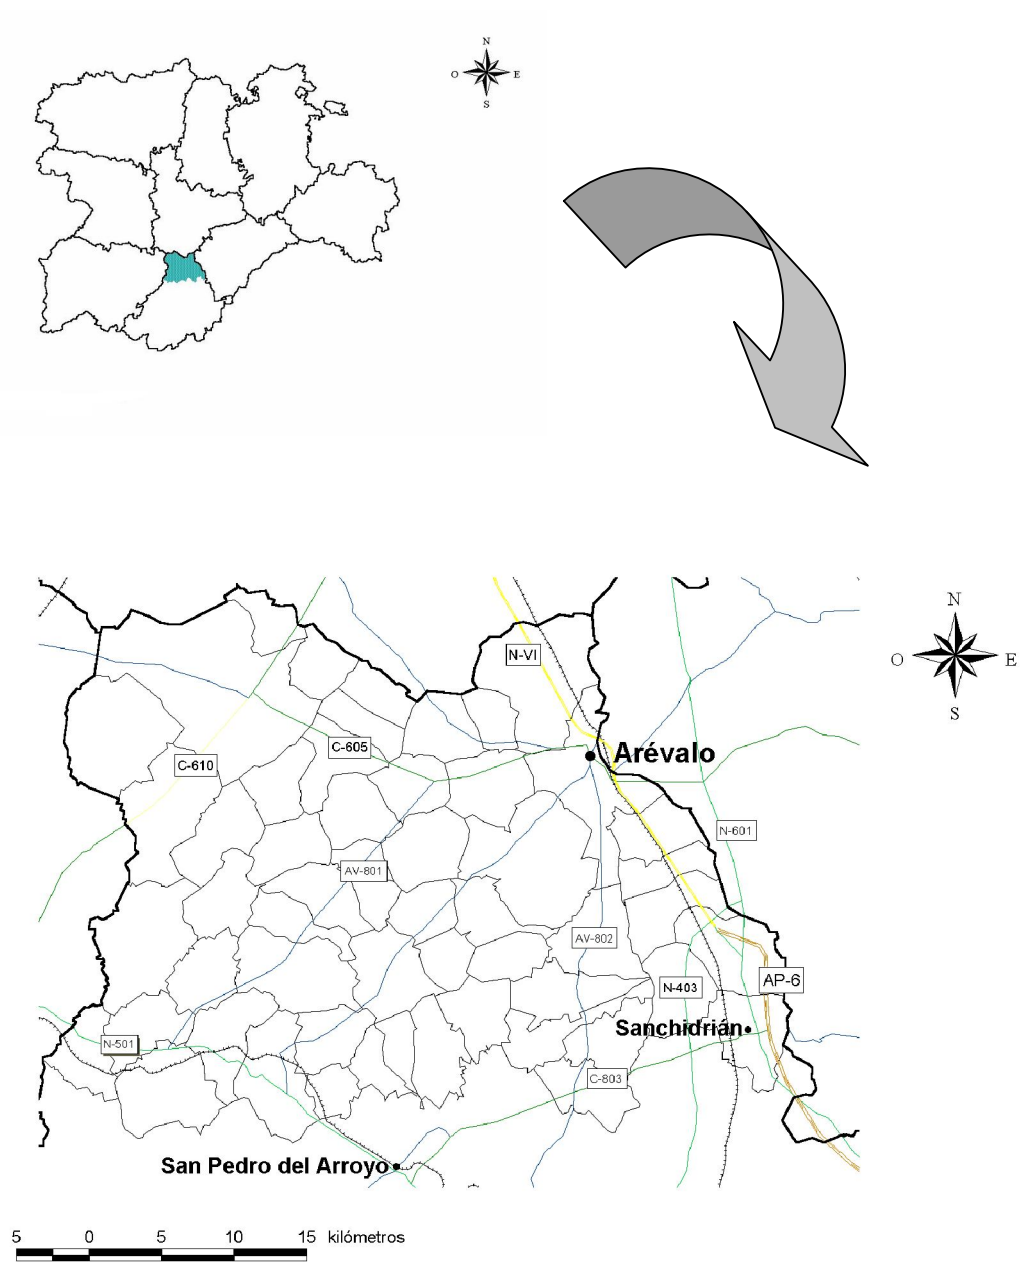 N
O E
S
N
O E
S
N-VI
Arévalo
C-605
C-610
N-601
AV-801
AV-802
AP-6
N-403
Sanchidrián
N-501
C-803
San Pedro del Arroyo
5 0 5 10 15 kilómetros